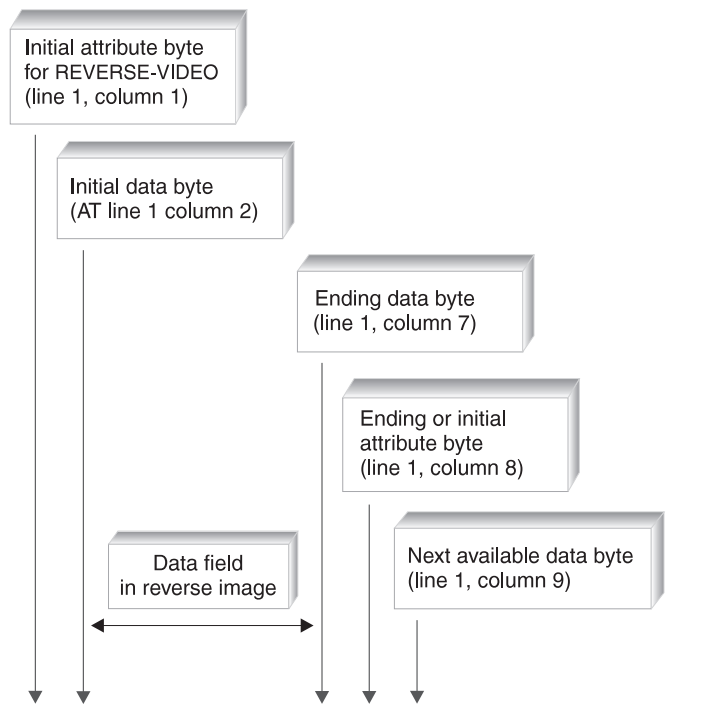 Initial attribute byte
for REVERSE-VIDEO
(line 1, column 1)
Initial data byte
(AT line 1 column 2)
Ending data byte
(line 1, column 7)
Ending or initial
attribute byte
(line 1, column 8)
Data field
in reverse image
Next available data byte
(line 1, column 9)